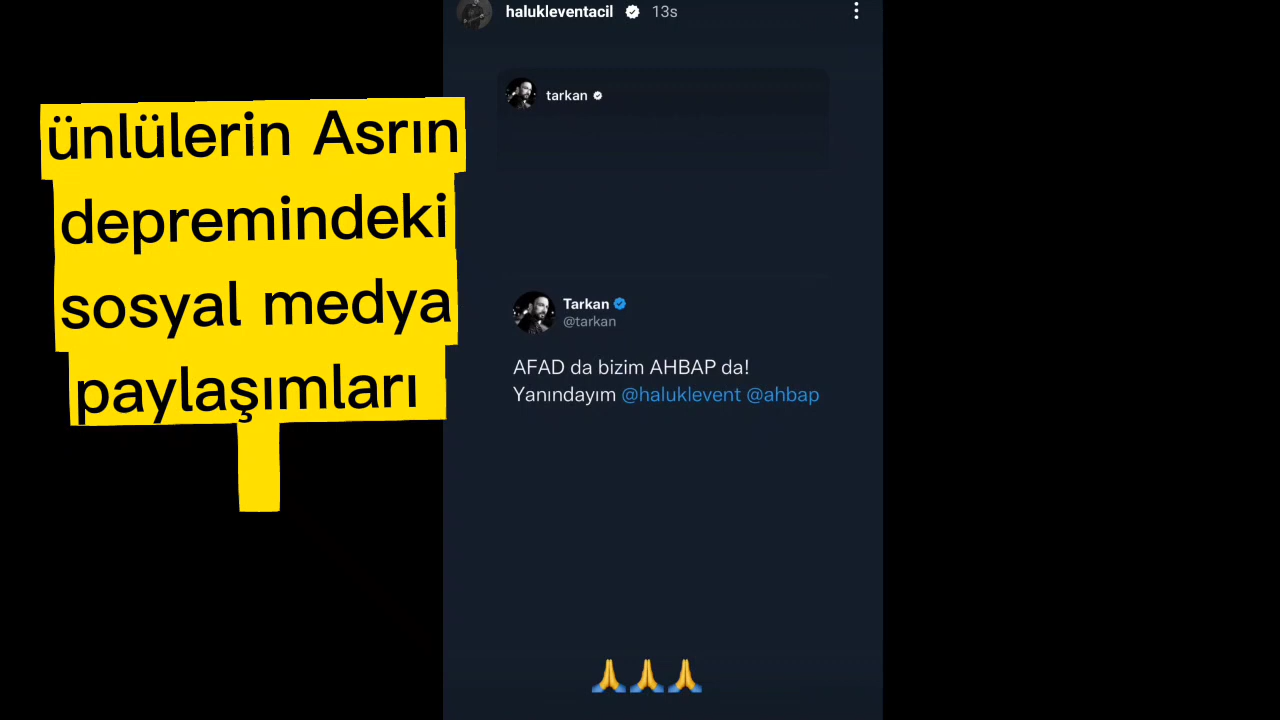 ünlülerin Asrın
depremindeki
sosyal medya
paylaşımları
halukleventacil 13s
tarkan
Tarkan
@tarkan
AFAD da bizim AHBAP da!
Yanındayım @haluklevent @ahbap